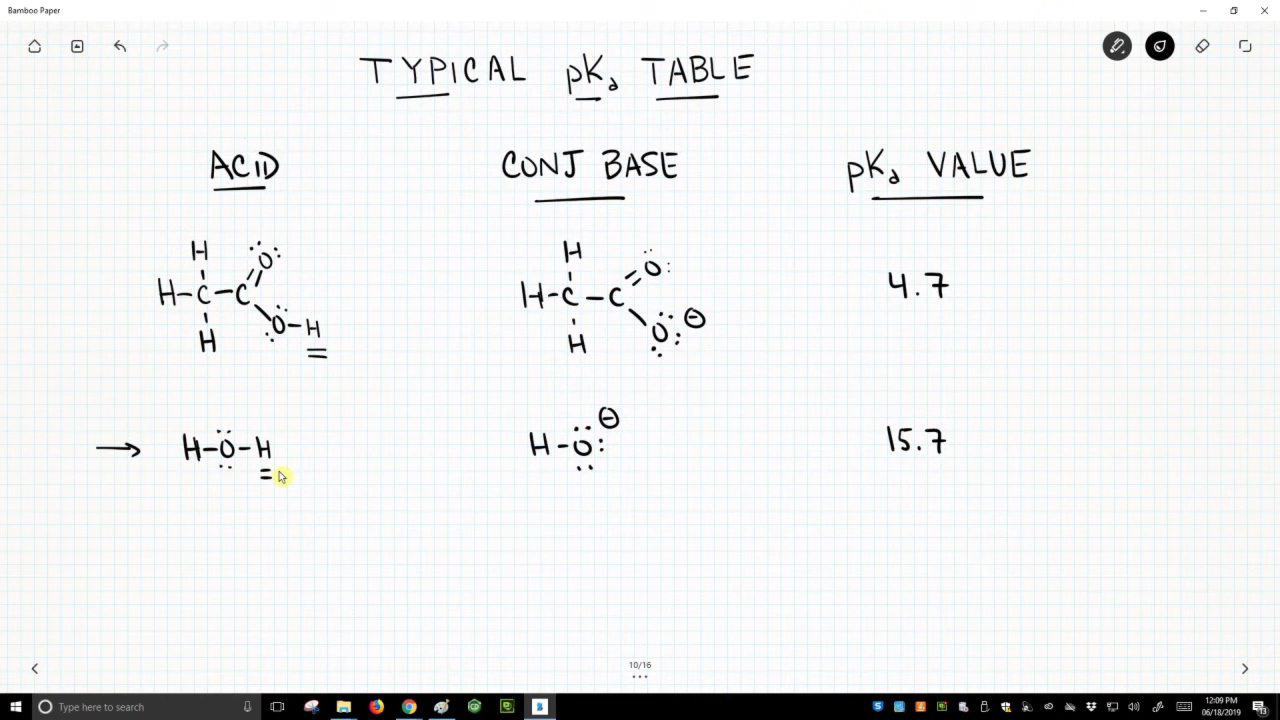 Bamboo Paper
TYPICAL pKa TABLE
ACID CONJ BASE pKa VALUE
H H
H-C-C O O-H H-C-C O O ⊖ 4.7
H H
H-O-H H-O ⊖ 15.7
10/16
Type here to search
12:09 PM
06/18/2019
13